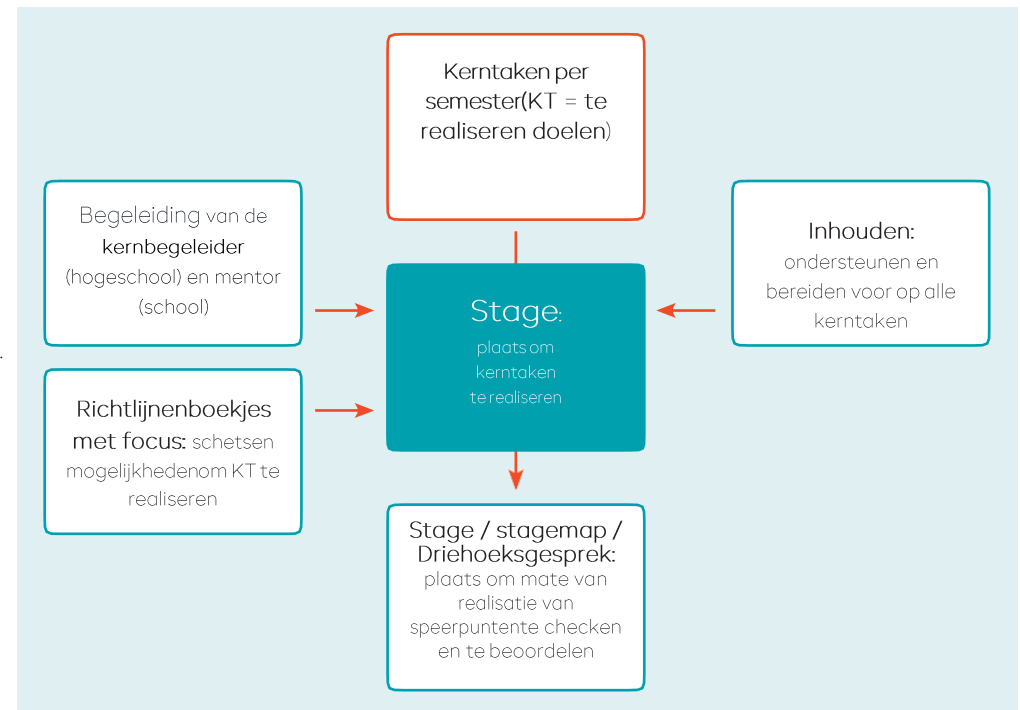 Kerntaken per
semester(KT = te
realiseren doelen)
Begeleiding van de
kernbegeleider
(hogeschool) en mentor
(school)
Inhouden:
ondersteunen en
bereiden voor op alle
kerntaken
Stage:
plaats om
kerntaken
te realiseren
Richtlijnenboekjes
met focus: schetsen
mogelijkhedenom KT te
realiseren
Stage / stagemap /
Driehoeksgesprek:
plaats om mate van
realisatie van
speerpuntente checken
en te beoordelen
.